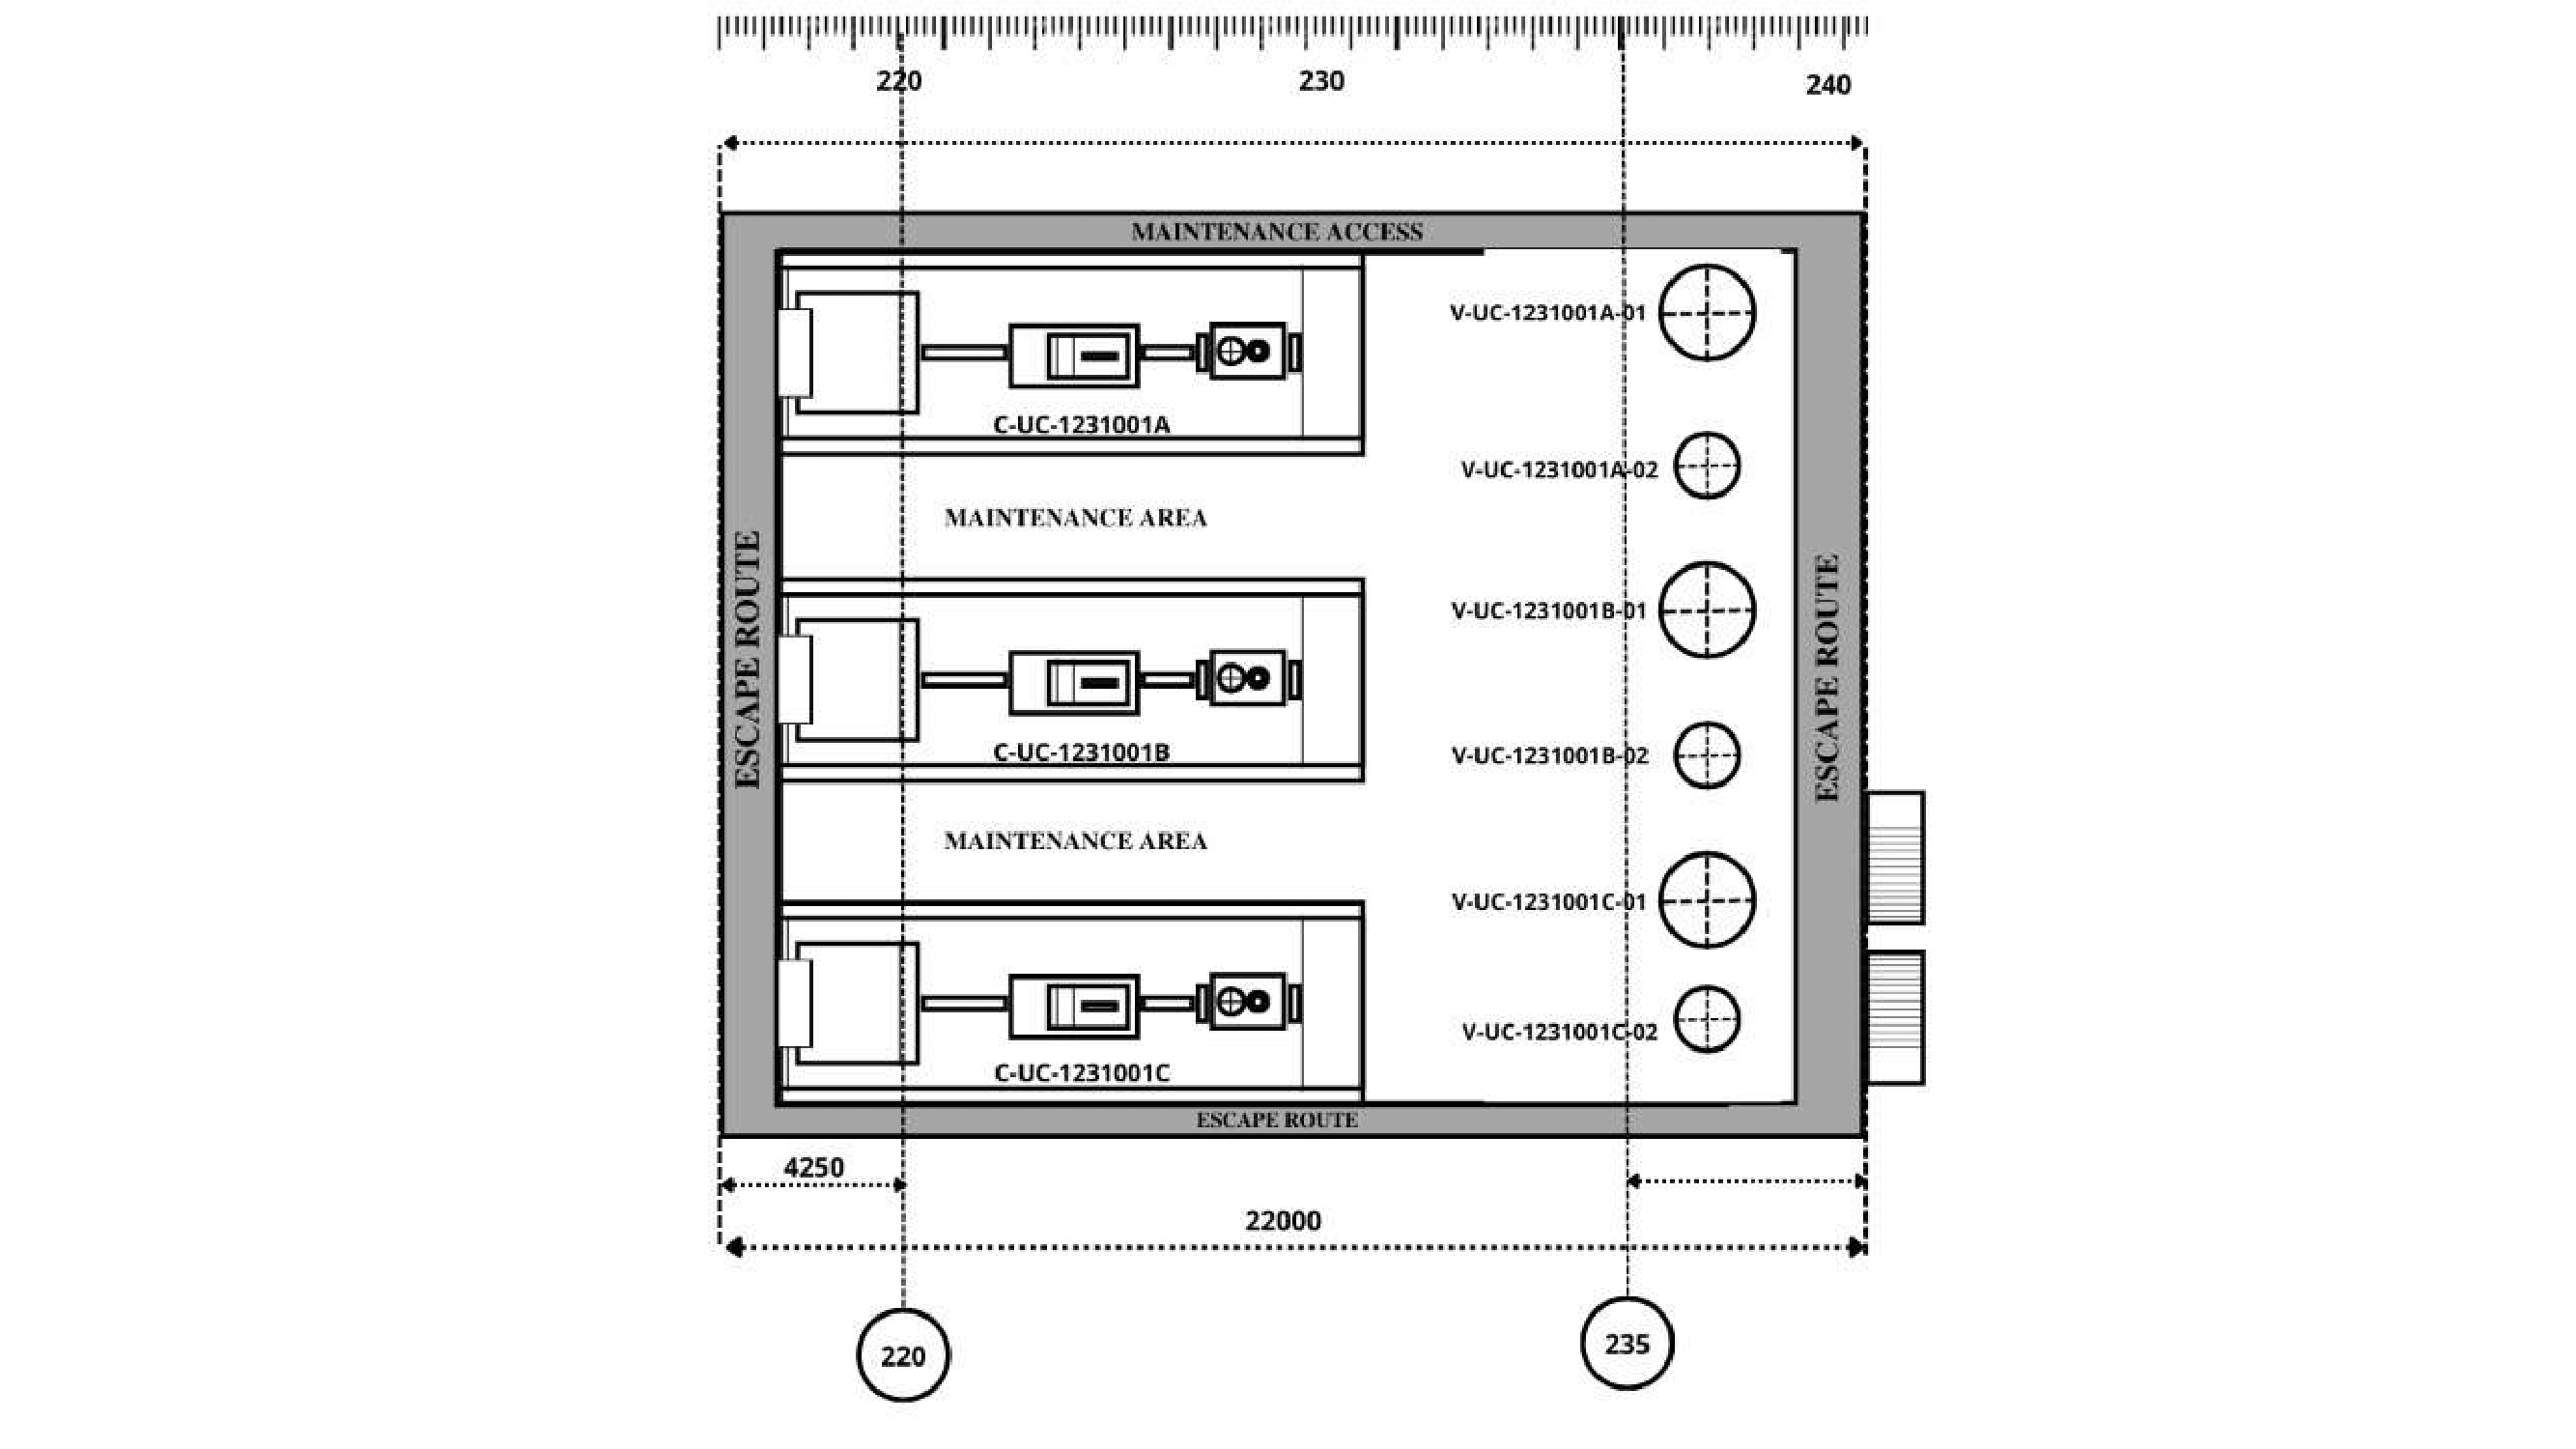 220
230
240
MAINTENANCE ACCESS
V-UC-1231001A-01
C-UC-1231001A
V-UC-1231001A-02
MAINTENANCE AREA
ESCAPE ROUTE
ESCAPE ROUTE
V-UC-1231001B-01
C-UC-1231001B
V-UC-1231001B-02
MAINTENANCE AREA
V-UC-1231001C-01
V-UC-1231001C-02
C-UC-1231001C
ESCAPE ROUTE
4250
22000
220
235